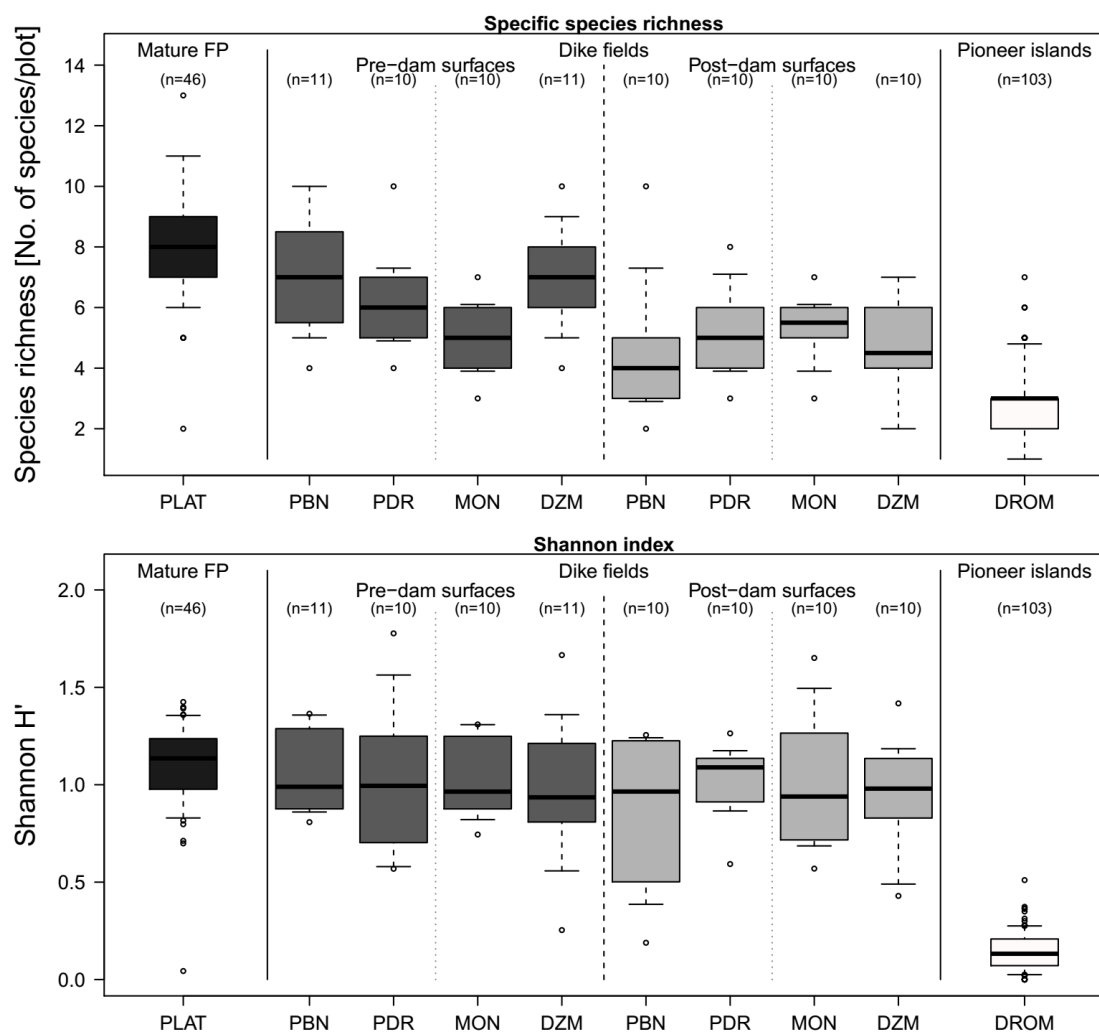 Specific species richness
Mature FP Dike fields Pioneer islands
Pre−dam surfaces Post−dam surfaces
(n=46) (n=11) (n=10) (n=10) (n=11) (n=10) (n=10) (n=10) (n=10) (n=103)
Species richness [No. of species/plot]
14
12
10
8
6
4
2
PLAT PBN PDR MON DZM PBN PDR MON DZM DROM
Shannon index
Mature FP Dike fields Pioneer islands
Pre−dam surfaces Post−dam surfaces
(n=46) (n=11) (n=10) (n=10) (n=11) (n=10) (n=10) (n=10) (n=10) (n=103)
Shannon H'
2.0
1.5
1.0
0.5
0.0
PLAT PBN PDR MON DZM PBN PDR MON DZM DROM